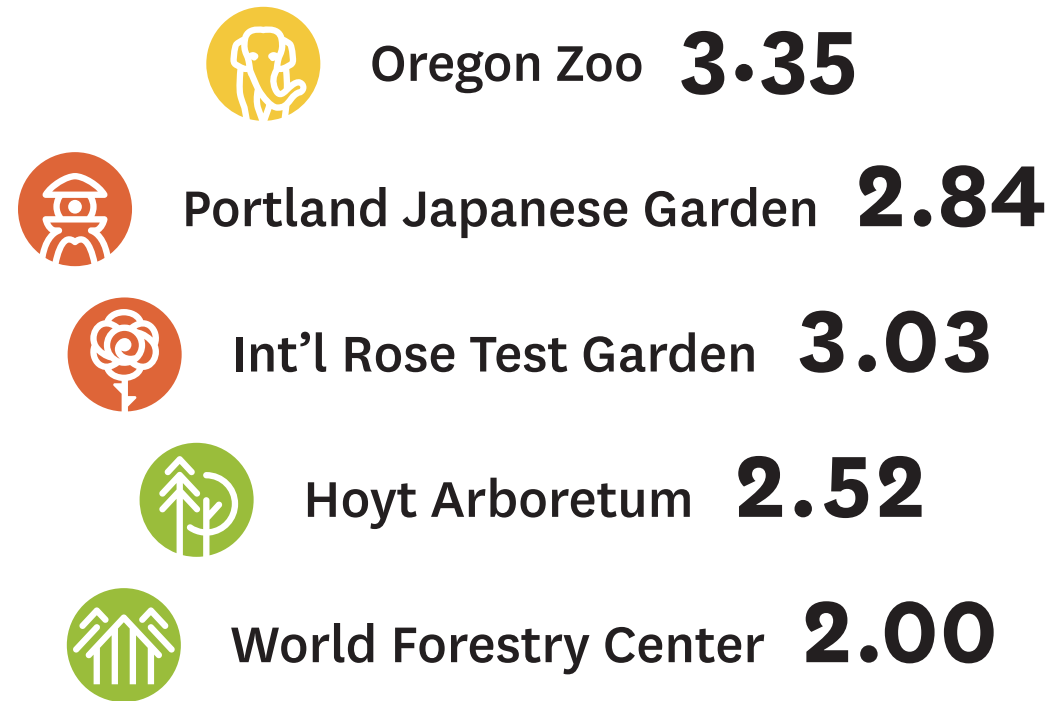 Oregon Zoo 3.35
Portland Japanese Garden 2.84
Int’l Rose Test Garden 3.03
Hoyt Arboretum 2.52
World Forestry Center 2.00